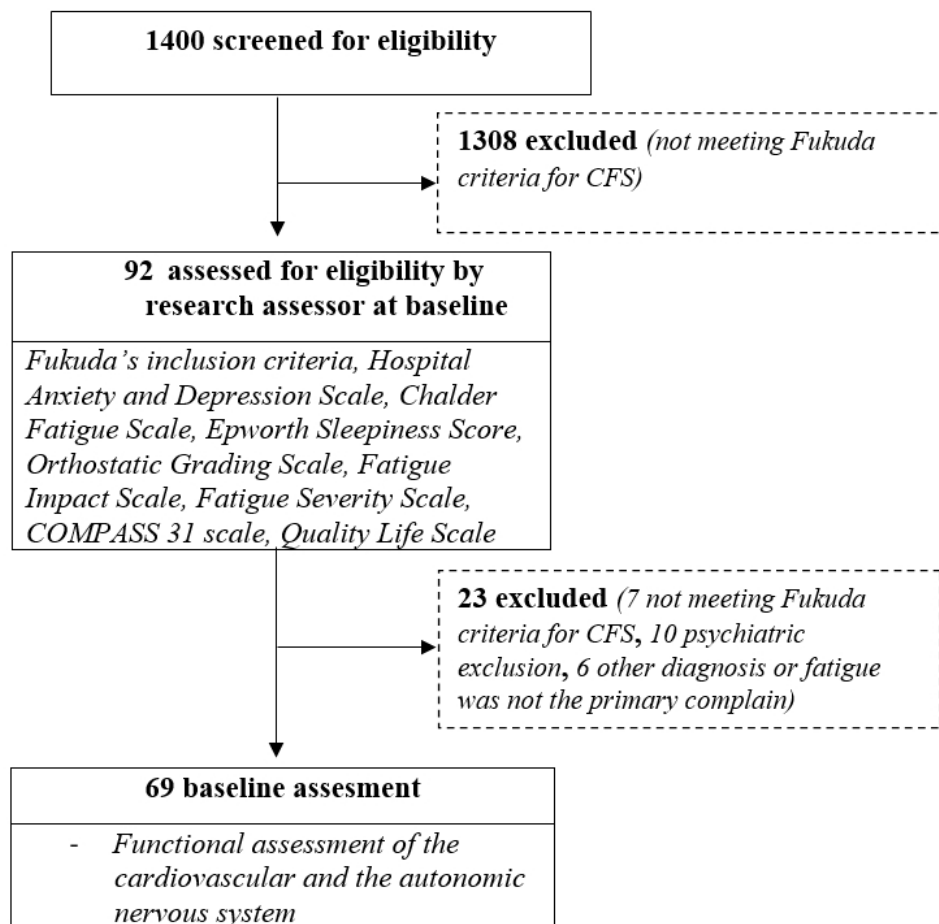 1400 screened for eligibility
1308 excluded (not meeting Fukuda
criteria for CFS)
92 assessed for eligibility by
research assessor at baseline
Fukuda’s inclusion criteria, Hospital
Anxiety and Depression Scale, Chalder
Fatigue Scale, Epworth Sleepiness Score,
Orthostatic Grading Scale, Fatigue
Impact Scale, Fatigue Severity Scale,
COMPASS 31 scale, Quality Life Scale
23 excluded (7 not meeting Fukuda
criteria for CFS, 10 psychiatric
exclusion, 6 other diagnosis or fatigue
was not the primary complain)
69 baseline assesment
- Functional assessment of the
cardiovascular and the autonomic
nervous system